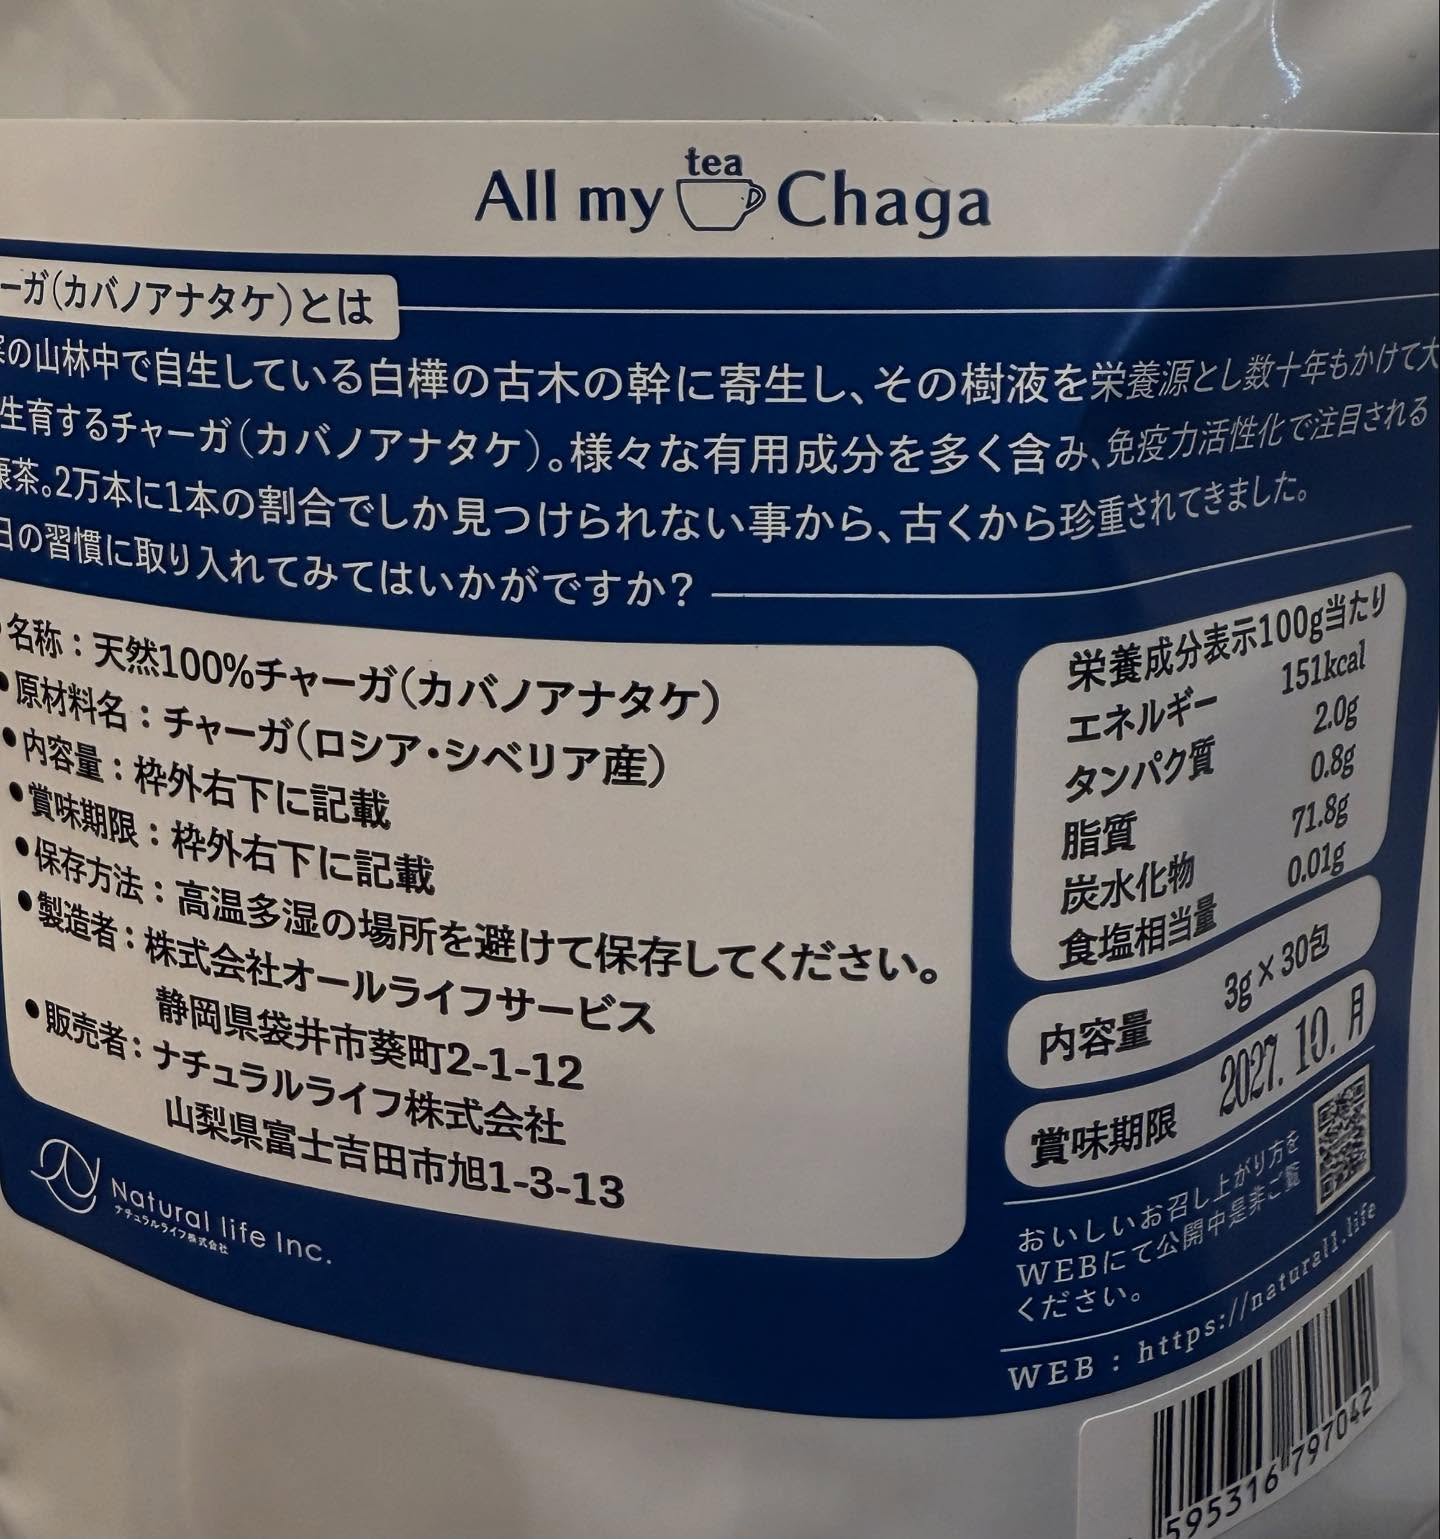 tea
All my Chaga
ーガ(カバノアナタケ)とは
の山林中で自生している白樺の古木の幹に寄生し、その樹液を栄養源とし数十年もかけて大
生育するチャーガ(カバノアナタケ)。様々な有用成分を多く含み、免疫力活性化で注目される
康茶。2万本に1本の割合でしか見つけられない事から、古くから珍重されてきました。
日の習慣に取り入れてみてはいかがですか?
●名称:天然100%チャーガ(カバノアナタケ)
●原材料名:チャーガ(ロシア・シベリア産)
●内容量:枠外右下に記載
●賞味期限:枠外右下に記載
●保存方法:高温多湿の場所を避けて保存してください。
●製造者:株式会社オールライフサービス
静岡県袋井市葵町2-1-12
●販売者:ナチュラルライフ株式会社
山梨県富士吉田市旭1-3-13
Natural life Inc.
ナチュラルライフ株式会社
栄養成分表示100g当たり
エネルギー 151kcal
タンパク質 2.0g
脂質 0.8g
炭水化物 71.8g
食塩相当量 0.01g
内容量 3g×30包
賞味期限 2027. 10. 月
おいしいお召し上がり方を
WEBにて公開中是非ご覧
ください。
WEB : https://natural1.life
595316 797042